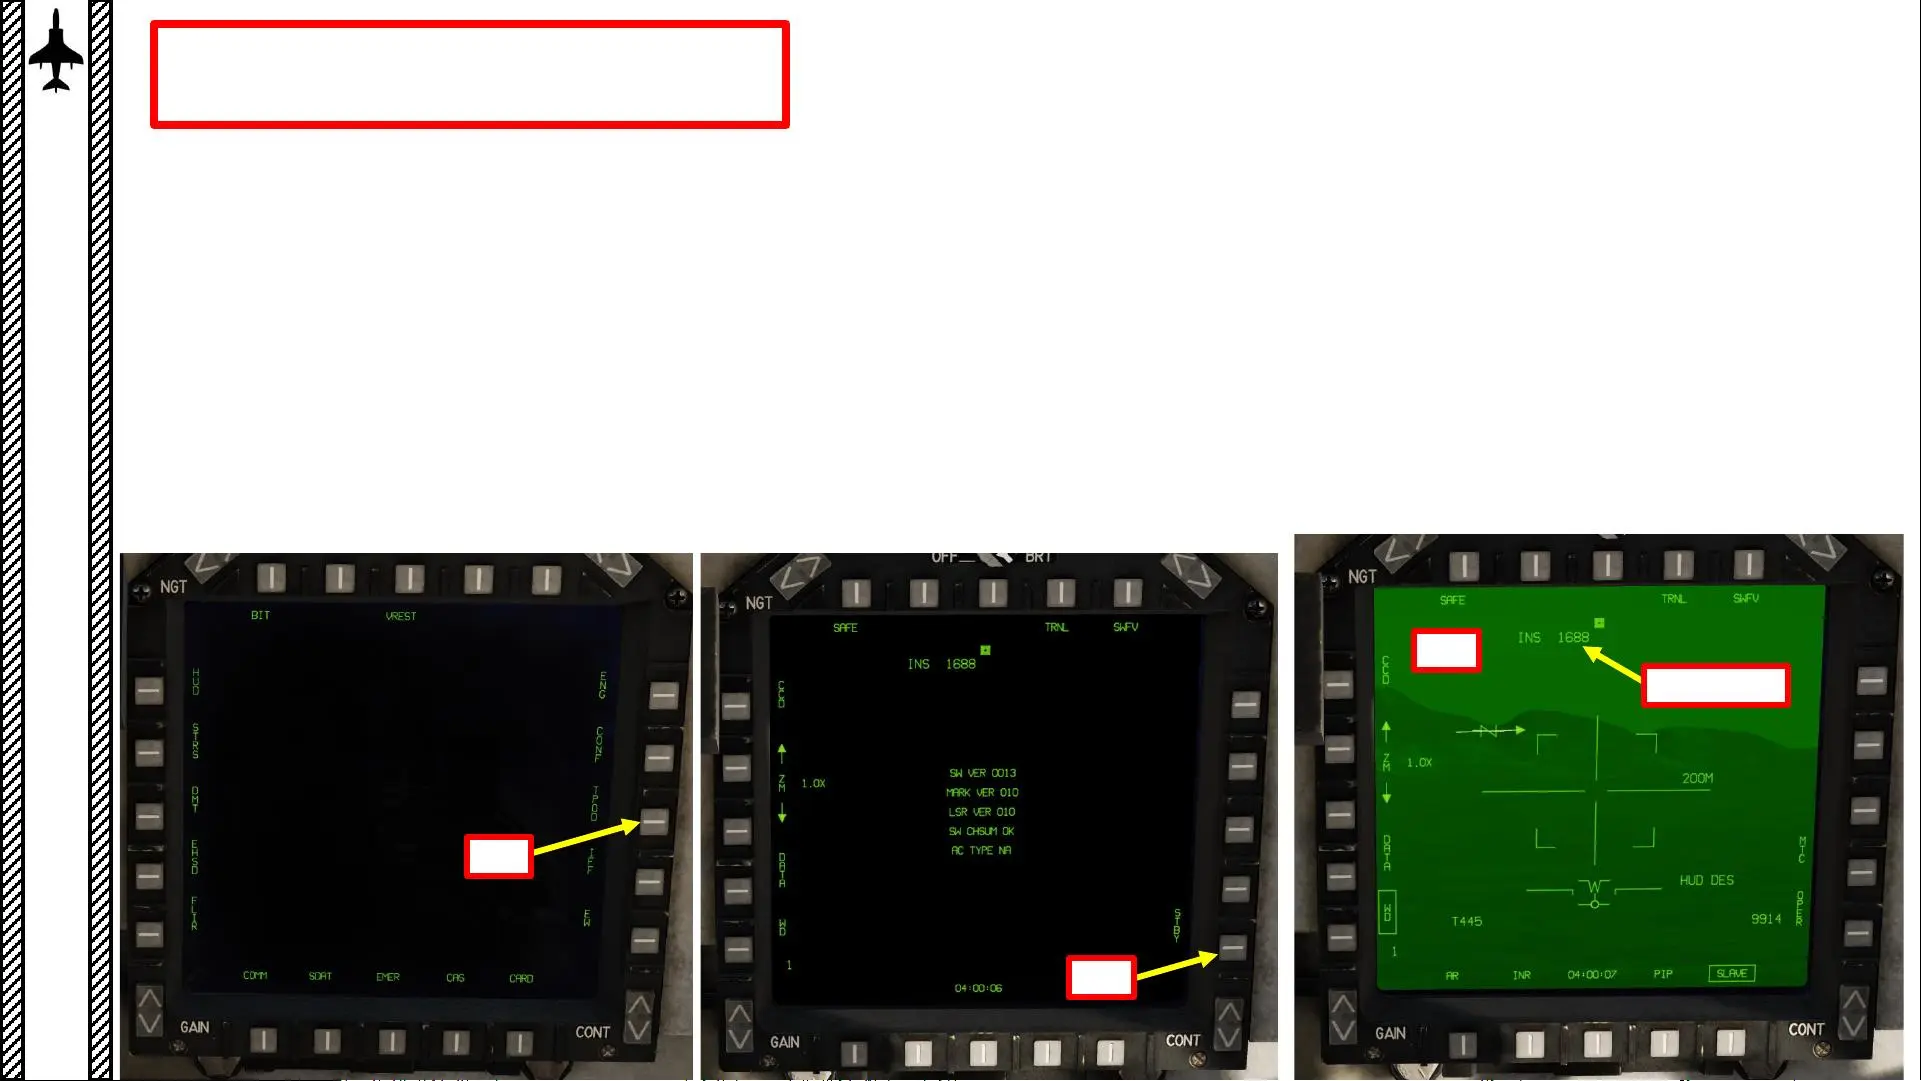 NGT
BIT
VREST
HUD
STRS
DMT
EHSD
FLIR
ENG
CONF
TPOD
IFF
EW
COMM
SDAT
EMER
CAS
CARD
GAIN
CONT
OFF
BRT
NGT
SAFE
TRNL
SWFV
INS 1688
CCD
ZM
1.0X
DATA
WD
1
SW VER 0013
MARK VER 010
LSR VER 010
SW CHSUM OK
AC TYPE NA
STBY
04:00:06
GAIN
CONT
NGT
SAFE
TRNL
SWFV
INS 1688
CCD
ZM
1.0X
N
200M
DATA
MTC
W
HUD DES
WD
T445
9914
OPER
1
AR
INR
04:00:07
PIP
SLAVE
GAIN
CONT